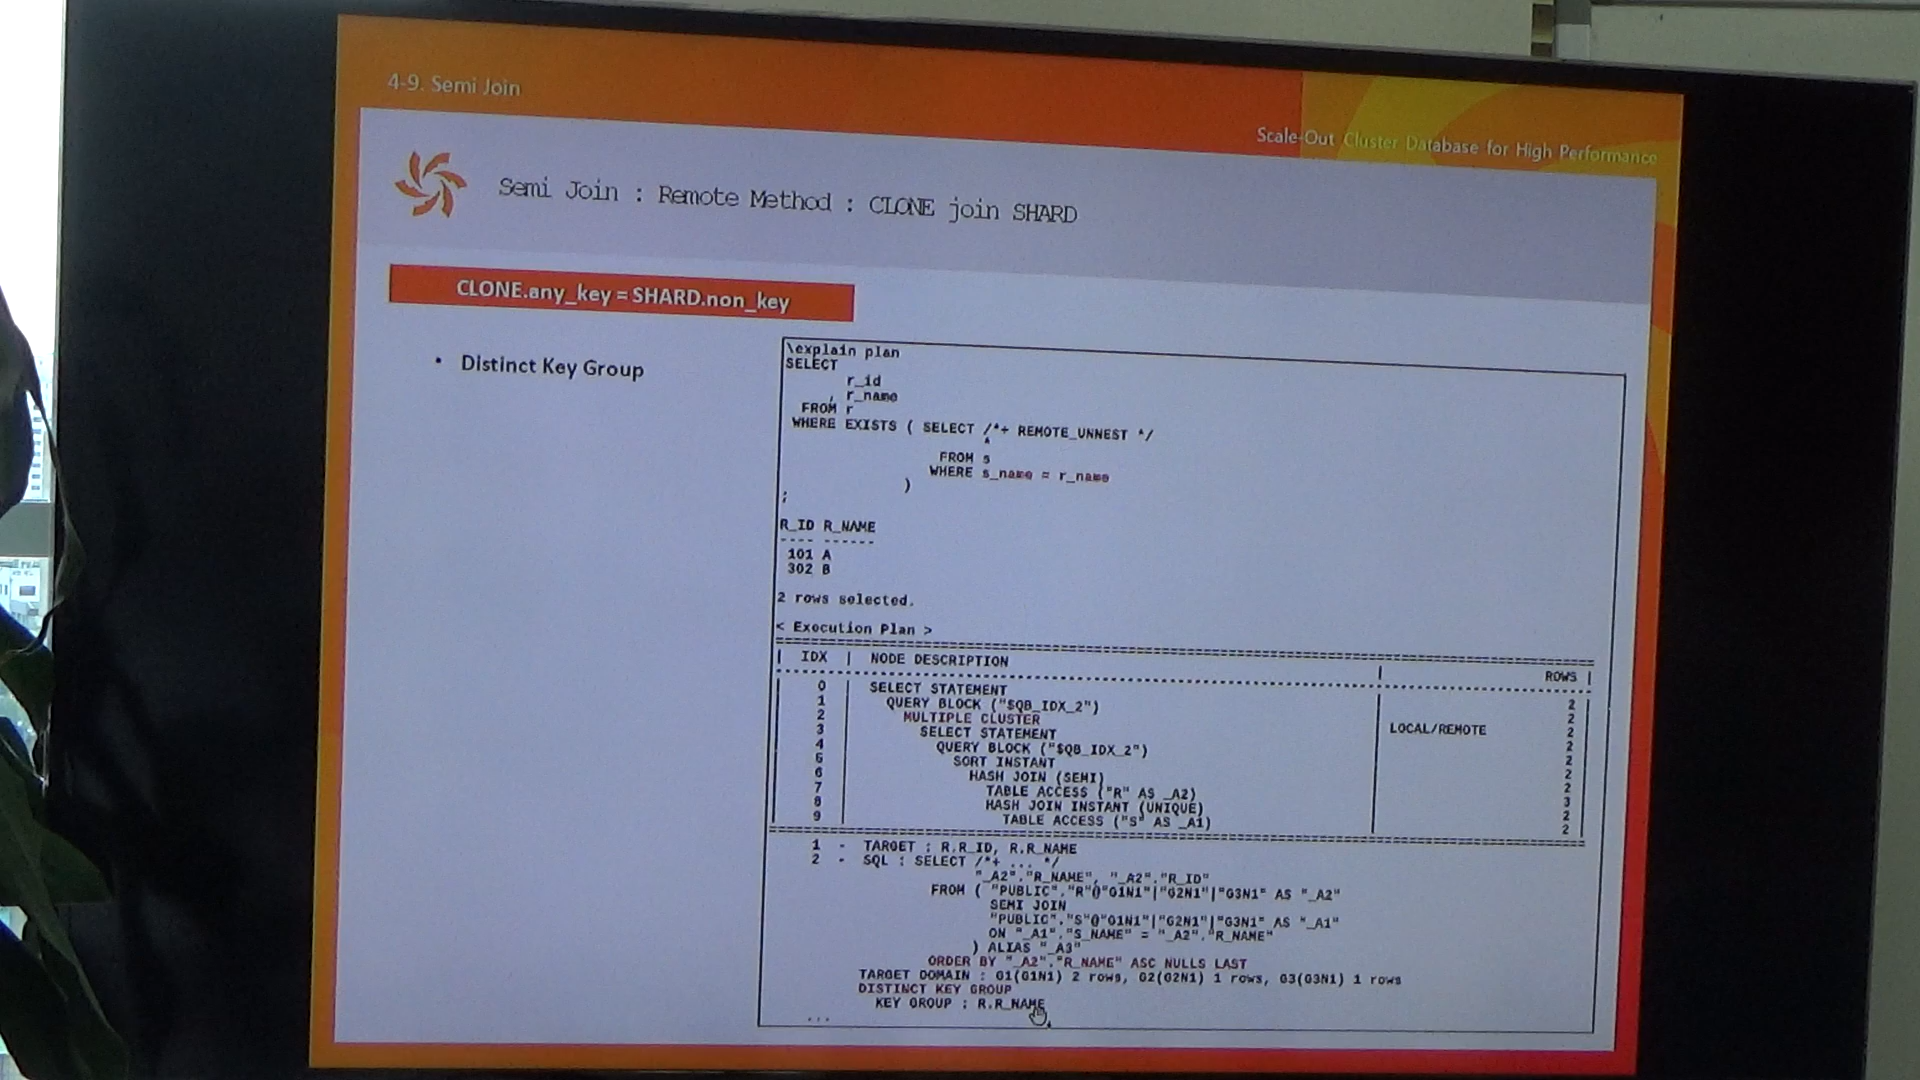 4-9. Semi Join
Scale-Out Cluster Database for High Performance
Semi Join : Remote Method : CLONE join SHARD
CLONE.any_key = SHARD.non_key
• Distinct Key Group
\explain plan
SELECT
r_id
, r_name
FROM r
WHERE EXISTS ( SELECT /*+ REMOTE_UNNEST */
*
FROM s
WHERE s_name = r_name
)
;
R_ID R_NAME
---- ------
101 A
302 B
2 rows selected.
< Execution Plan >
| IDX | NODE DESCRIPTION | ROWS |
| 0 | SELECT STATEMENT | 2 |
| 1 | QUERY BLOCK ("$QB_IDX_2") | 2 |
| 2 | MULTIPLE CLUSTER | LOCAL/REMOTE 2 |
| 3 | SELECT STATEMENT | 2 |
| 4 | QUERY BLOCK ("$QB_IDX_2") | 2 |
| 5 | SORT INSTANT | 2 |
| 6 | HASH JOIN (SEMI) | 2 |
| 7 | TABLE ACCESS ("R" AS _A2) | 3 |
| 8 | HASH JOIN INSTANT (UNIQUE) | 2 |
| 9 | TABLE ACCESS ("S" AS _A1) | 2 |
1 - TARGET : R.R_ID, R.R_NAME
2 - SQL : SELECT /*+ ... */
"_A2"."R_NAME", "_A2"."R_ID"
FROM ( "PUBLIC"."R"@"G1N1"|"G2N1"|"G3N1" AS "_A2"
SEMI JOIN
"PUBLIC"."S"@"G1N1"|"G2N1"|"G3N1" AS "_A1"
ON "_A1"."S_NAME" = "_A2"."R_NAME"
) ALIAS "_A3"
ORDER BY "_A2"."R_NAME" ASC NULLS LAST
TARGET DOMAIN : G1(G1N1) 2 rows, G2(G2N1) 1 rows, G3(G3N1) 1 rows
DISTINCT KEY GROUP
KEY GROUP : R.R_NAME
...